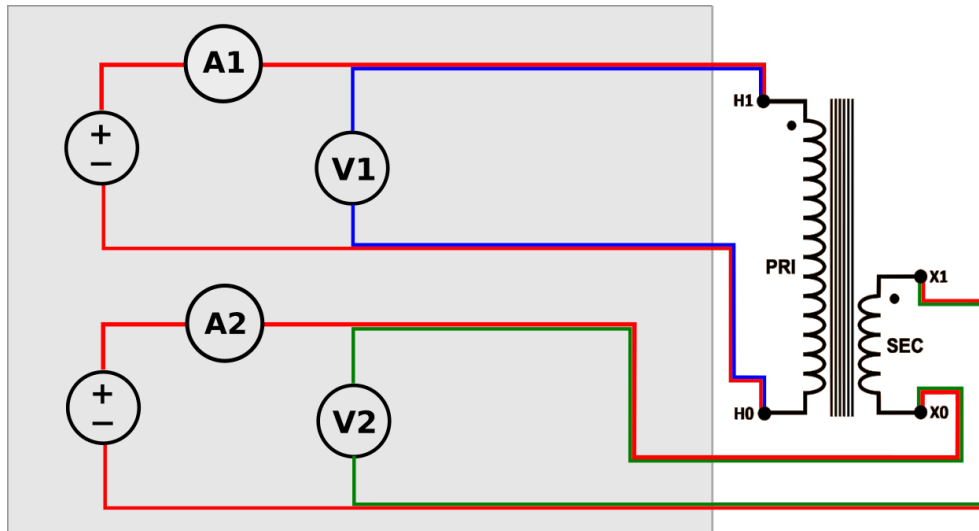 A1
+
−
V1
H1
PRI
H0
X1
SEC
X0
A2
+
−
V2